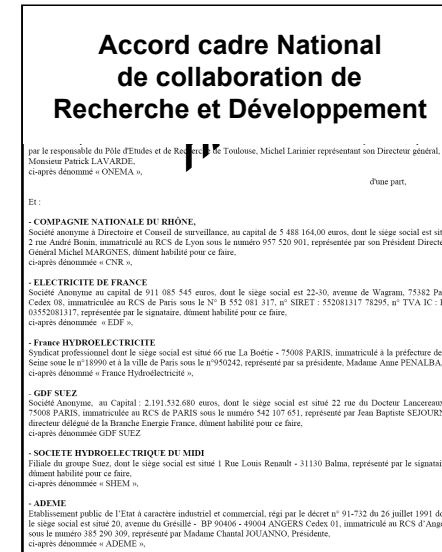 Accord cadre National
de collaboration de
Recherche et Développement
par le responsable du Pôle d'Etudes et de Recherche de Toulouse, Michel Larinier représentant son Directeur général,
Monsieur Patrick LAVARDE,
ci-après dénommé « ONEMA »,
d'une part,
Et :
- COMPAGNIE NATIONALE DU RHÔNE,
Société anonyme à Directoire et Conseil de surveillance, au capital de 5 488 164,00 euros, dont le siège social est sit
2 rue André Bonin, immatriculé au RCS de Lyon sous le numéro 957 520 901, représentée par son Président Directe
Général Michel MARGNES, dûment habilité pour ce faire,
ci-après dénommée « CNR »,
- ELECTRICITE DE FRANCE
Société Anonyme au capital de 911 085 545 euros, dont le siège social est 22-30, avenue de Wagram, 75382 Pa
Cedex 08, immatriculée au RCS de Paris sous le N° B 552 081 317, n° SIRET : 552081317 78295, n° TVA IC :
03552081317, représentée par le signataire, dûment habilité pour ce faire,
ci-après dénommée « EDF »,
- France HYDROELECTRICITE
Syndicat professionnel dont le siège social est situé 66 rue La Boétie - 75008 PARIS, immatriculé à la préfecture de
Seine soue le n°18990 et à la ville de Paris sous le n°950242, représentée par sa présidente, Madame Anne PENALBA
ci-après dénommé « France Hydroélectricité »,
- GDF SUEZ
Société Anonyme, au Capital : 2.191.532.680 euros, dont le siège social est situé 22 rue du Docteur Lancereaux
75008 PARIS, immatriculée au RCS de PARIS sous le numéro 542 107 651, représenté par Jean Baptiste SEJOURN
directeur délégué de la Branche Energie France, dûment habilité pour ce faire,
ci-après dénommée GDF SUEZ
- SOCIETE HYDROELECTRIQUE DU MIDI
Filiale du groupe Suez, dont le siège social est situé 1 Rue Louis Renault - 31130 Balma, représenté par le signatai
dûment habilité pour ce faire,
ci-après dénommée « SHEM »,
- ADEME
Etablissement public de l'Etat à caractère industriel et commercial, régi par le décret n° 91-732 du 26 juillet 1991 do
le siège social est situé 20, avenue du Grésillé - BP 90406 - 49004 ANGERS Cedex 01, immatriculé au RCS d'Ange
sous le numéro 385 290 309, représenté par Madame Chantal JOUANNO, Présidente,
ci-après dénommée « ADEME »,